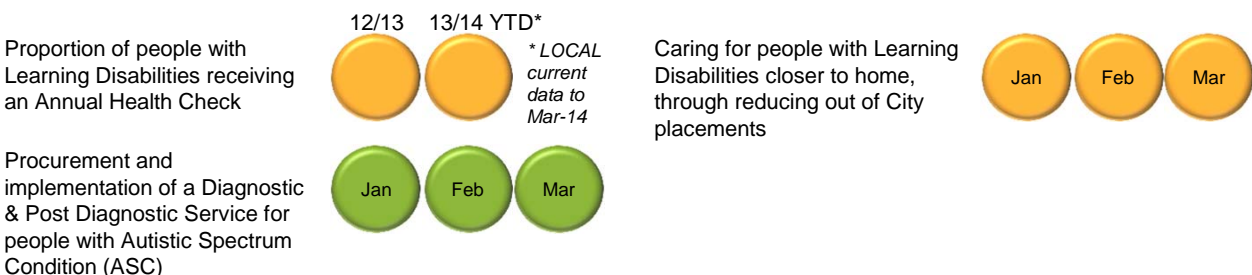 12/13 13/14 YTD*
Proportion of people with
Learning Disabilities receiving
an Annual Health Check
* LOCAL
current
data to
Mar-14
Caring for people with Learning
Disabilities closer to home,
through reducing out of City
placements
Jan Feb Mar
Procurement and
implementation of a Diagnostic
& Post Diagnostic Service for
people with Autistic Spectrum
Condition (ASC)
Jan Feb Mar